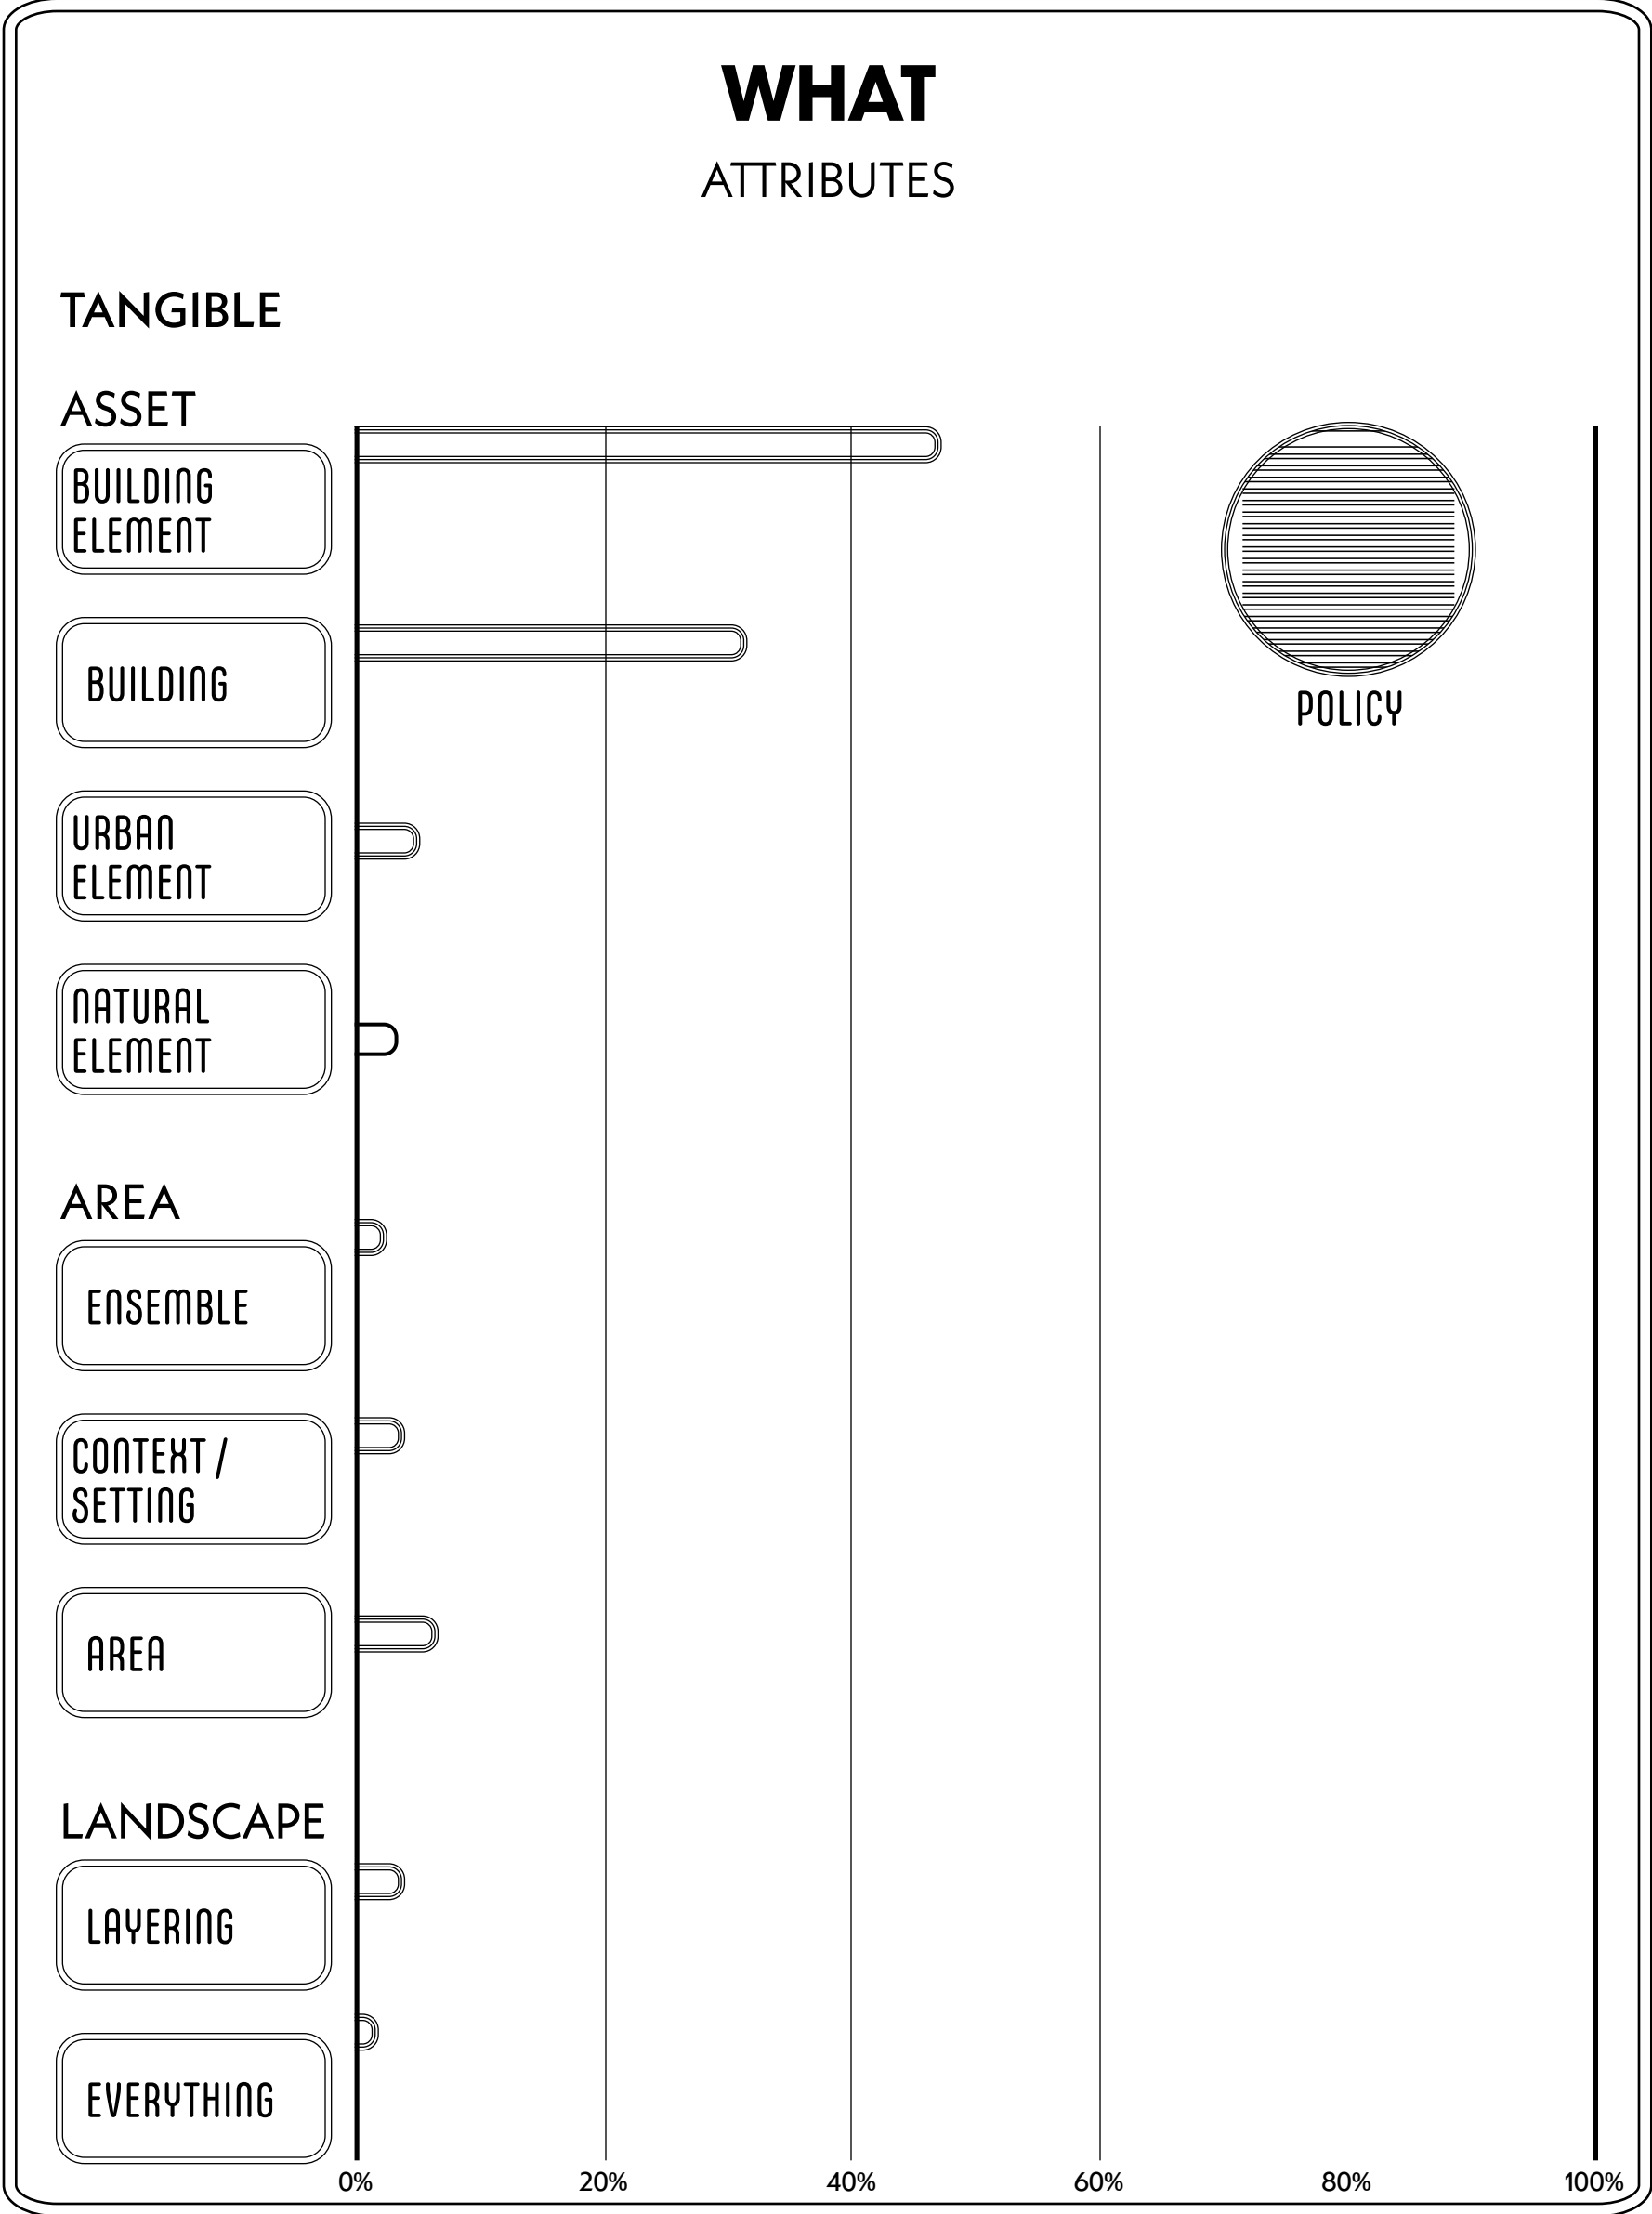 WHAT
ATTRIBUTES
TANGIBLE
ASSET
BUILDING
ELEMENT
BUILDING
POLICY
URBAN
ELEMENT
NATURAL
ELEMENT
AREA
ENSEMBLE
CONTEXT /
SETTING
AREA
LANDSCAPE
LAYERING
EVERYTHING
0% 20% 40% 60% 80% 100%